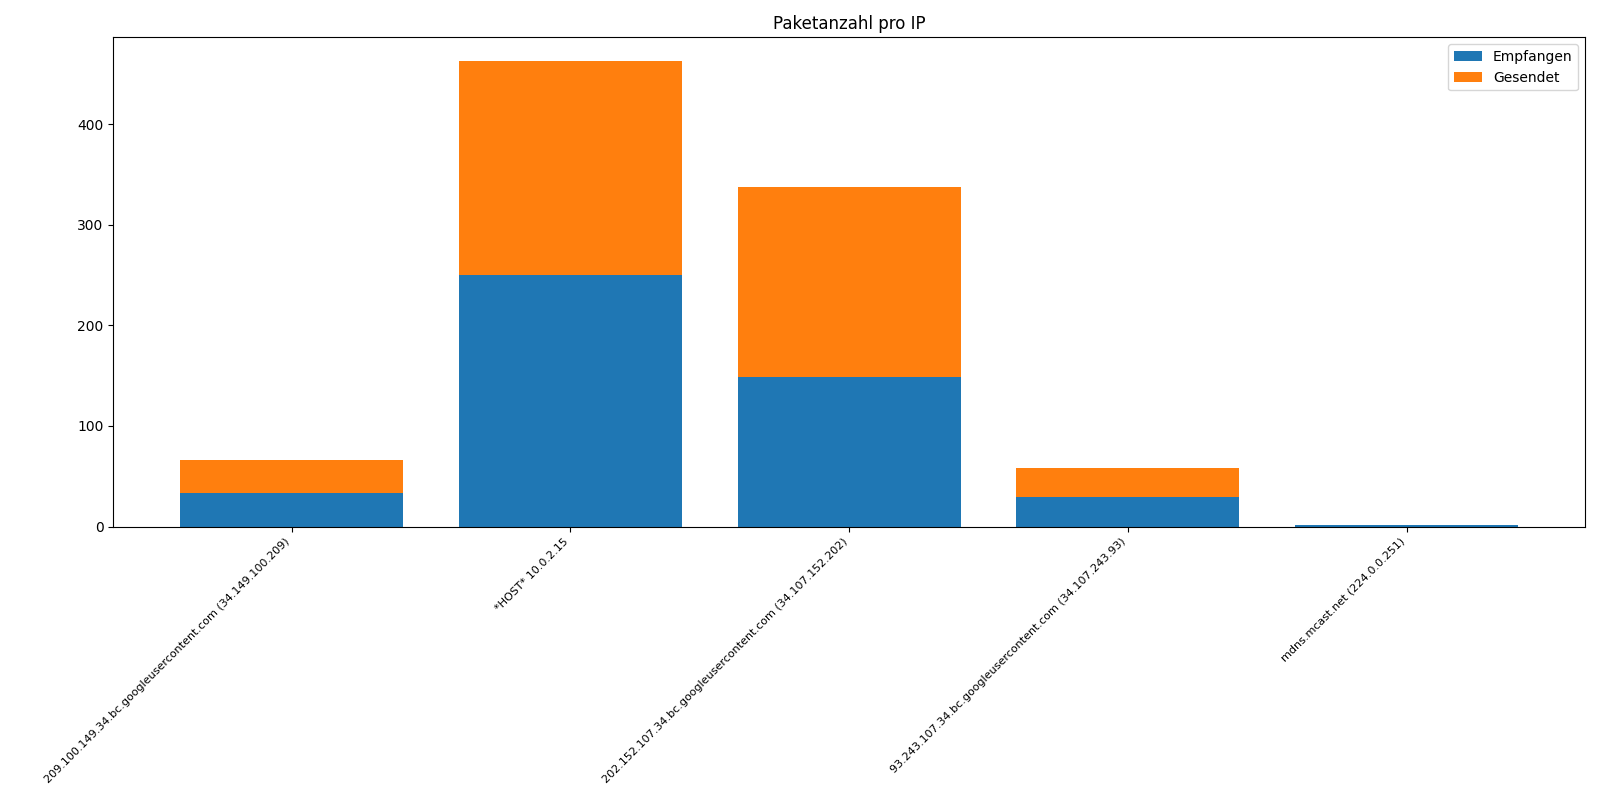 Paketanzahl pro IP
Empfangen
Gesendet
400
300
200
100
0
209.100.149.34.bc.googleusercontent.com (34.149.100.209)
*HOST* 10.0.2.15
202.152.107.34.bc.googleusercontent.com (34.107.152.202)
93.243.107.34.bc.googleusercontent.com (34.107.243.93)
mdns.mcast.net (224.0.0.251)